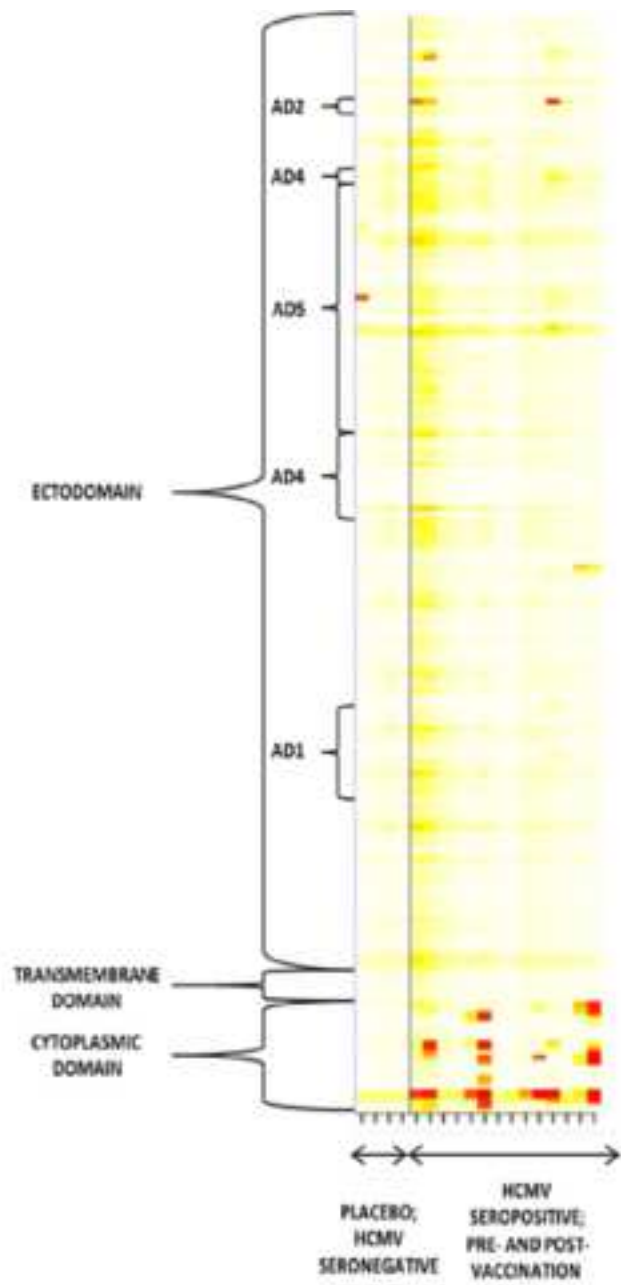 AD2
AD4
AD5
ECTODOMAIN
AD4
AD1
TRANSMEMBRANE
DOMAIN
CYTOPLASMIC
DOMAIN
PLACEBO;
HCMV
SERONEGATIVE
HCMV
SEROPOSITIVE;
PRE- AND POST-
VACCINATION